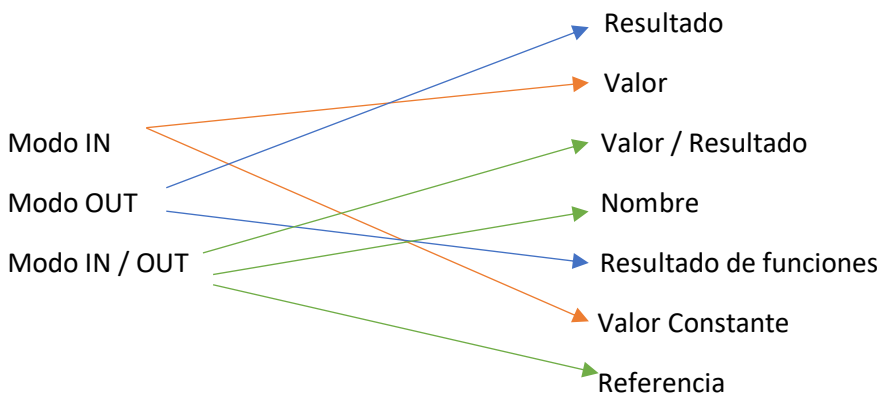 Modo IN
Modo OUT
Modo IN / OUT
Resultado
Valor
Valor / Resultado
Nombre
Resultado de funciones
Valor Constante
Referencia